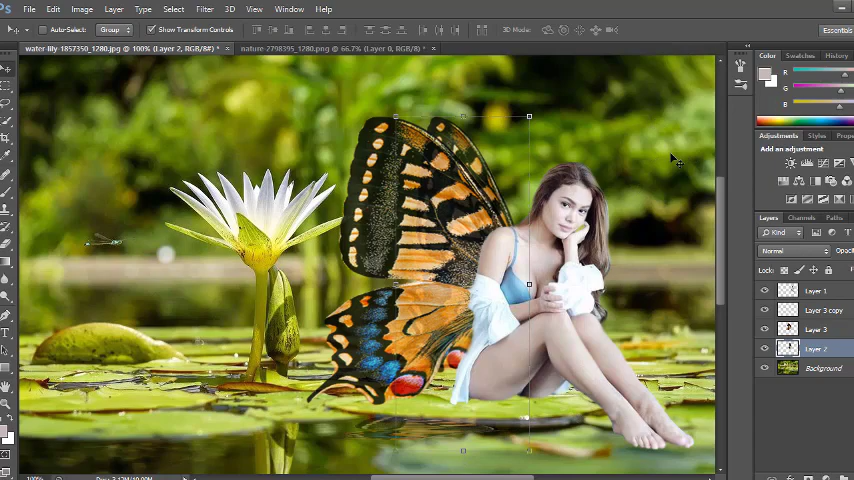 Ps File Edit Image Layer Type Select Filter 3D View Window Help
Auto-Select: Group Show Transform Controls 3D Mode: Essentials
water-lily-1857350_1280.jpg @ 100% (Layer 2, RGB/8#) * × nature-2798395_1280.png @ 66.7% (Layer 0, RGB/8) * ×
Color Swatches History
R
G
B
Adjustments Styles Prope
Add an adjustment
Layers Channels Paths
Kind
Normal Opaci
Lock:
Layer 1
Layer 3 copy
Layer 3
Layer 2
Background